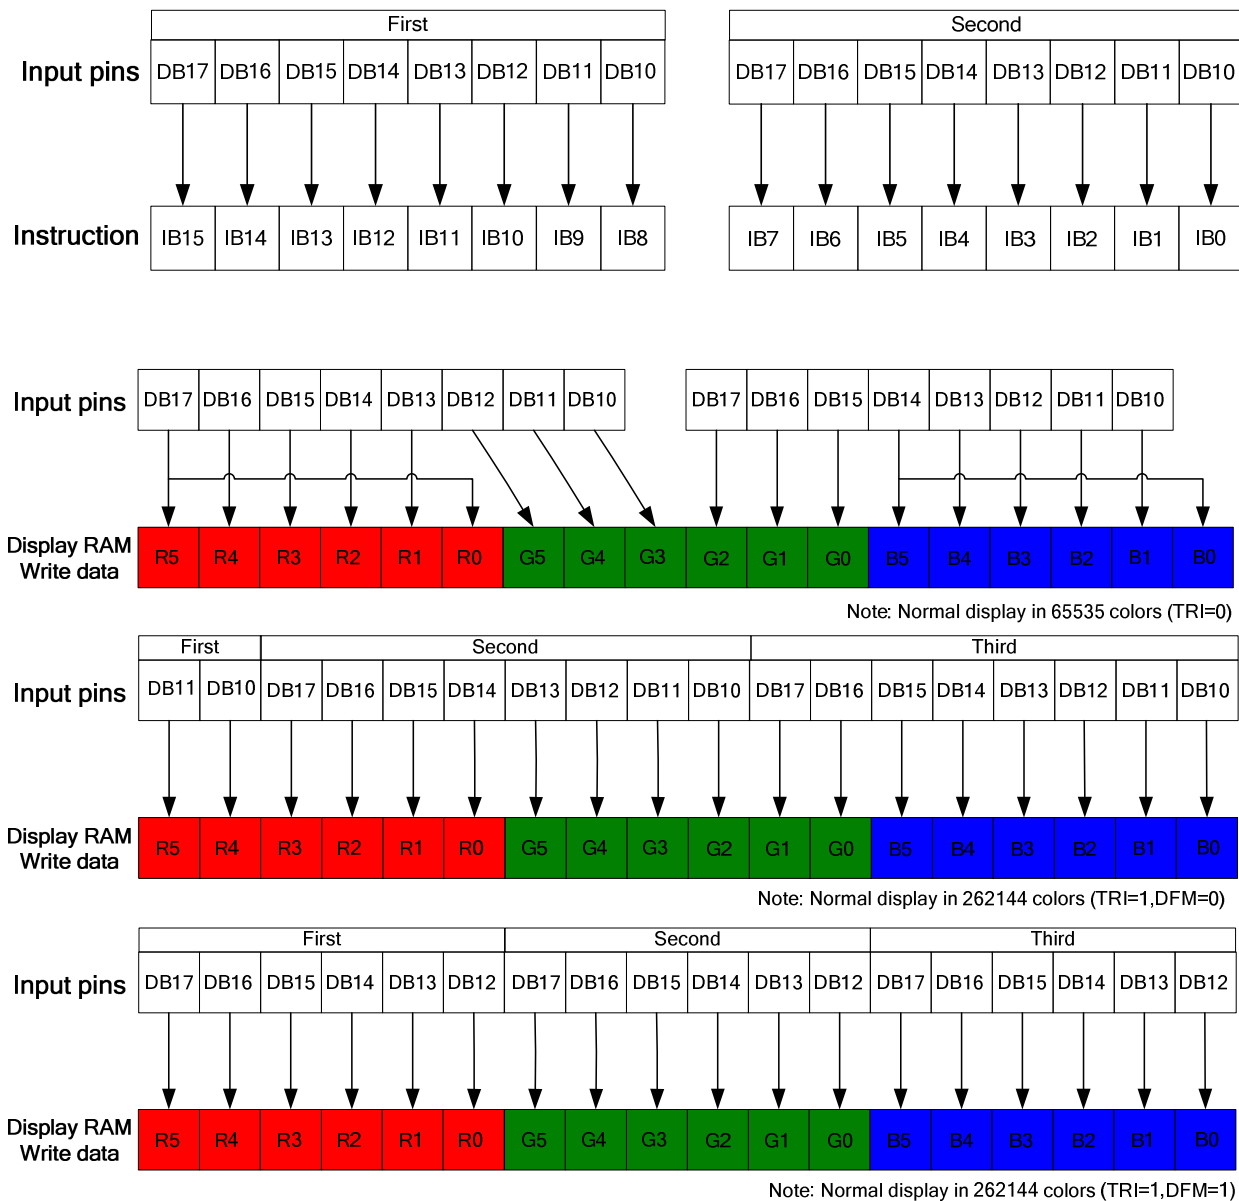 First Second
Input pins DB17 DB16 DB15 DB14 DB13 DB12 DB11 DB10 DB17 DB16 DB15 DB14 DB13 DB12 DB11 DB10
Instruction IB15 IB14 IB13 IB12 IB11 IB10 IB9 IB8 IB7 IB6 IB5 IB4 IB3 IB2 IB1 IB0
Input pins DB17 DB16 DB15 DB14 DB13 DB12 DB11 DB10 DB17 DB16 DB15 DB14 DB13 DB12 DB11 DB10
Display RAM
Write data R5 R4 R3 R2 R1 R0 G5 G4 G3 G2 G1 G0 B5 B4 B3 B2 B1 B0
Note: Normal display in 65535 colors (TRI=0)
First Second Third
Input pins DB11 DB10 DB17 DB16 DB15 DB14 DB13 DB12 DB11 DB10 DB17 DB16 DB15 DB14 DB13 DB12 DB11 DB10
Display RAM
Write data R5 R4 R3 R2 R1 R0 G5 G4 G3 G2 G1 G0 B5 B4 B3 B2 B1 B0
Note: Normal display in 262144 colors (TRI=1,DFM=0)
First Second Third
Input pins DB17 DB16 DB15 DB14 DB13 DB12 DB17 DB16 DB15 DB14 DB13 DB12 DB17 DB16 DB15 DB14 DB13 DB12
Display RAM
Write data R5 R4 R3 R2 R1 R0 G5 G4 G3 G2 G1 G0 B5 B4 B3 B2 B1 B0
Note: Normal display in 262144 colors (TRI=1,DFM=1)